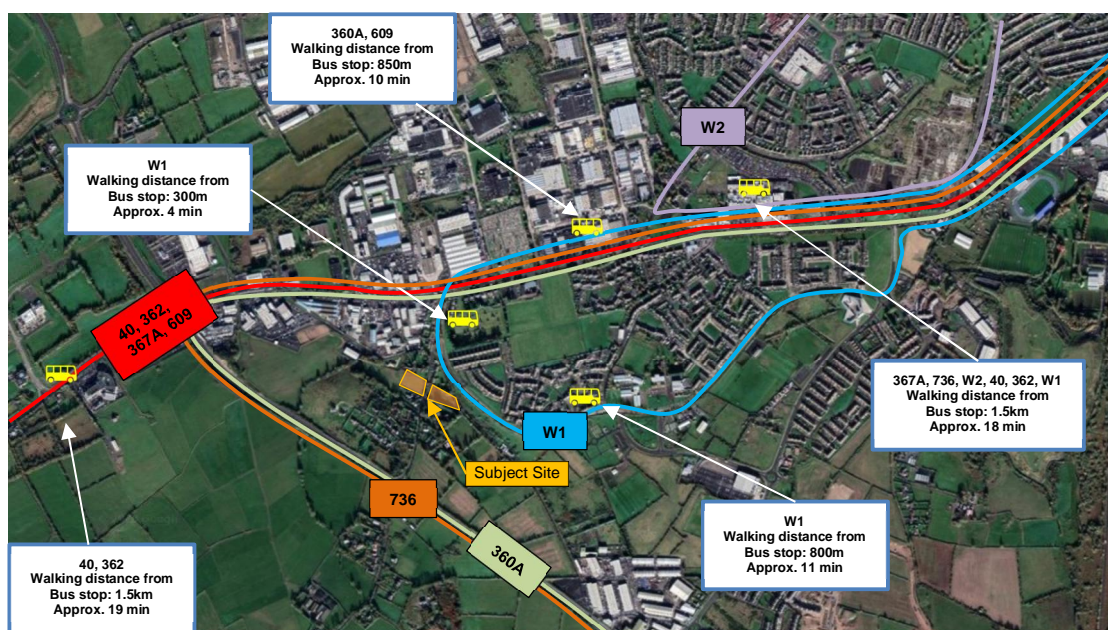 360A, 609
Walking distance from
Bus stop: 850m
Approx. 10 min
W2
W1
Walking distance from
Bus stop: 300m
Approx. 4 min
40, 362,
367A, 609
367A, 736, W2, 40, 362, W1
Walking distance from
Bus stop: 1.5km
Approx. 18 min
W1
Subject Site
736
360A
W1
Walking distance from
Bus stop: 800m
Approx. 11 min
40, 362
Walking distance from
Bus stop: 1.5km
Approx. 19 min